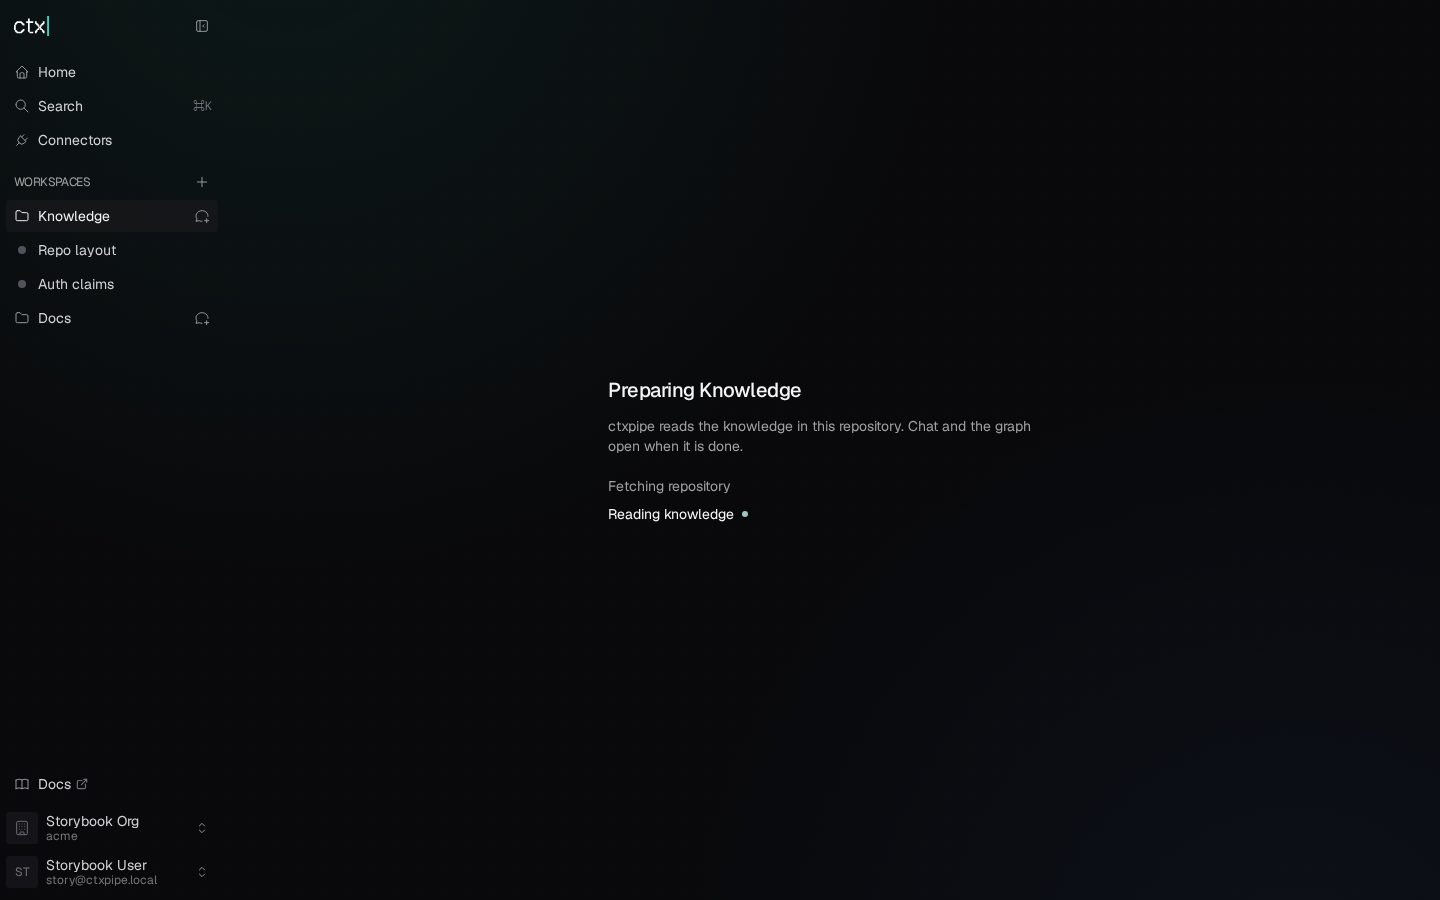 ctx
Home
Search ⌘K
Connectors
WORKSPACES
Knowledge
Repo layout
Auth claims
Docs
Preparing Knowledge
ctxpipe reads the knowledge in this repository. Chat and the graph
open when it is done.
Fetching repository
Reading knowledge
Docs
Storybook Org
acme
ST
Storybook User
story@ctxpipe.local